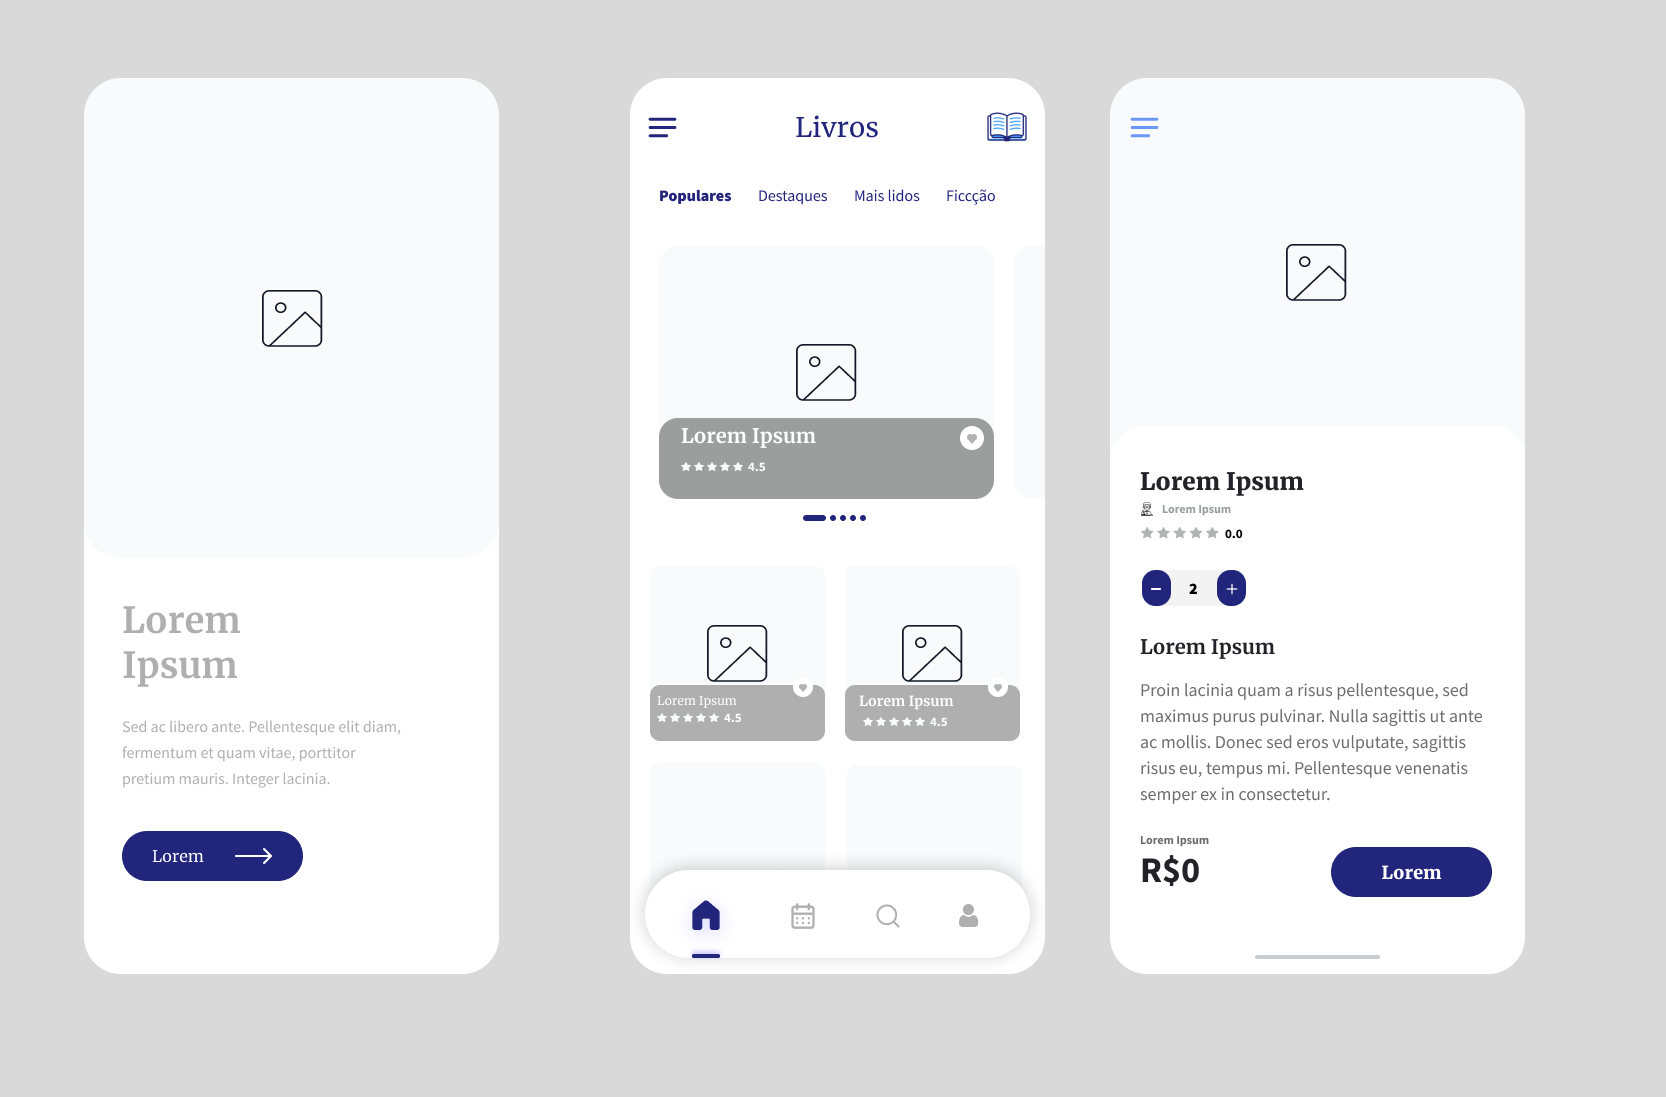 Lorem
Ipsum
Sed ac libero ante. Pellentesque elit diam,
fermentum et quam vitae, porttitor
pretium mauris. Integer lacinia.
Lorem
Livros
Populares Destaques Mais lidos Ficcção
Lorem Ipsum
4.5
Lorem Ipsum
4.5
Lorem Ipsum
4.5
Lorem Ipsum
Lorem Ipsum
0.0
2
Lorem Ipsum
Proin lacinia quam a risus pellentesque, sed
maximus purus pulvinar. Nulla sagittis ut ante
ac mollis. Donec sed eros vulputate, sagittis
risus eu, tempus mi. Pellentesque venenatis
semper ex in consectetur.
Lorem Ipsum
R$0
Lorem